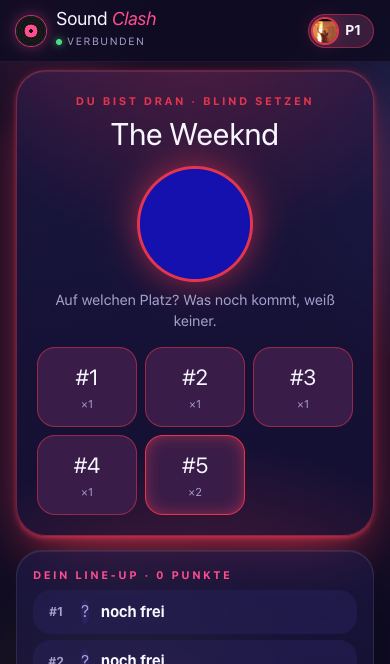 Sound Clash
VERBUNDEN
P1
DU BIST DRAN · BLIND SETZEN
The Weeknd
Auf welchen Platz? Was noch kommt, weiß
keiner.
#1
×1
#2
×1
#3
×1
#4
×1
#5
×2
DEIN LINE-UP · 0 PUNKTE
#1 ? noch frei
#2 ? noch frei